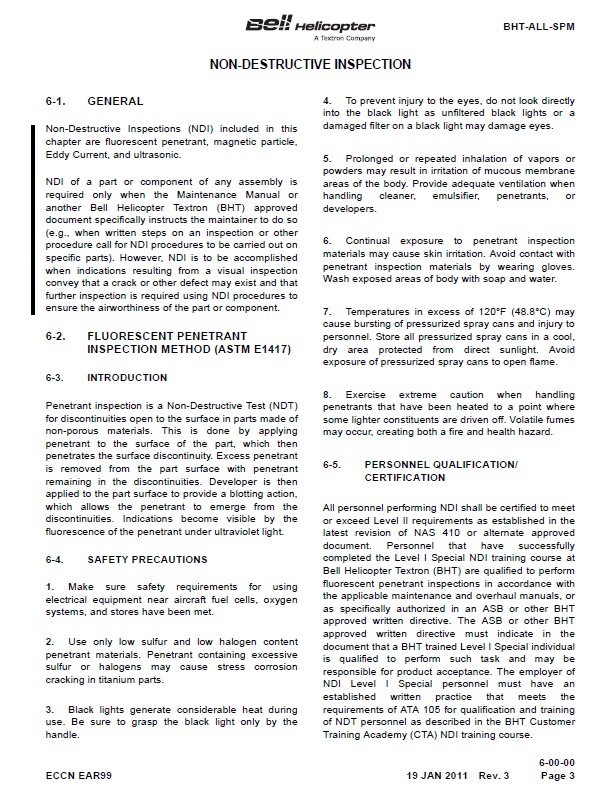 Bell Helicopter
A Textron Company
BHT-ALL-SPM
NON-DESTRUCTIVE INSPECTION
6-1. GENERAL
Non-Destructive Inspections (NDI) included in this
chapter are fluorescent penetrant, magnetic particle,
Eddy Current, and ultrasonic.
NDI of a part or component of any assembly is
required only when the Maintenance Manual or
another Bell Helicopter Textron (BHT) approved
document specifically instructs the maintainer to do so
(e.g., when written steps on an inspection or other
procedure call for NDI procedures to be carried out on
specific parts). However, NDI is to be accomplished
when indications resulting from a visual inspection
convey that a crack or other defect may exist and that
further inspection is required using NDI procedures to
ensure the airworthiness of the part or component.
6-2. FLUORESCENT PENETRANT
INSPECTION METHOD (ASTM E1417)
6-3. INTRODUCTION
Penetrant inspection is a Non-Destructive Test (NDT)
for discontinuities open to the surface in parts made of
non-porous materials. This is done by applying
penetrant to the surface of the part, which then
penetrates the surface discontinuity. Excess penetrant
is removed from the part surface with penetrant
remaining in the discontinuities. Developer is then
applied to the part surface to provide a blotting action,
which allows the penetrant to emerge from the
discontinuities. Indications become visible by the
fluorescence of the penetrant under ultraviolet light.
6-4. SAFETY PRECAUTIONS
1. Make sure safety requirements for using
electrical equipment near aircraft fuel cells, oxygen
systems, and stores have been met.
2. Use only low sulfur and low halogen content
penetrant materials. Penetrant containing excessive
sulfur or halogens may cause stress corrosion
cracking in titanium parts.
3. Black lights generate considerable heat during
use. Be sure to grasp the black light only by the
handle.
4. To prevent injury to the eyes, do not look directly
into the black light as unfiltered black lights or a
damaged filter on a black light may damage eyes.
5. Prolonged or repeated inhalation of vapors or
powders may result in irritation of mucous membrane
areas of the body. Provide adequate ventilation when
handling cleaner, emulsifier, penetrants, or
developers.
6. Continual exposure to penetrant inspection
materials may cause skin irritation. Avoid contact with
penetrant inspection materials by wearing gloves.
Wash exposed areas of body with soap and water.
7. Temperatures in excess of 120°F (48.8°C) may
cause bursting of pressurized spray cans and injury to
personnel. Store all pressurized spray cans in a cool,
dry area protected from direct sunlight. Avoid
exposure of pressurized spray cans to open flame.
8. Exercise extreme caution when handling
penetrants that have been heated to a point where
some lighter constituents are driven off. Volatile fumes
may occur, creating both a fire and health hazard.
6-5. PERSONNEL QUALIFICATION/
CERTIFICATION
All personnel performing NDI shall be certified to meet
or exceed Level II requirements as established in the
latest revision of NAS 410 or alternate approved
document. Personnel that have successfully
completed the Level I Special NDI training course at
Bell Helicopter Textron (BHT) are qualified to perform
fluorescent penetrant inspections in accordance with
the applicable maintenance and overhaul manuals, or
as specifically authorized in an ASB or other BHT
approved written directive. The ASB or other BHT
approved written directive must indicate in the
document that a BHT trained Level I Special individual
is qualified to perform such task and may be
responsible for product acceptance. The employer of
NDI Level I Special personnel must have an
established written practice that meets the
requirements of ATA 105 for qualification and training
of NDT personnel as described in the BHT Customer
Training Academy (CTA) NDI training course.
6-00-00
ECCN EAR99
19 JAN 2011 Rev. 3 Page 3